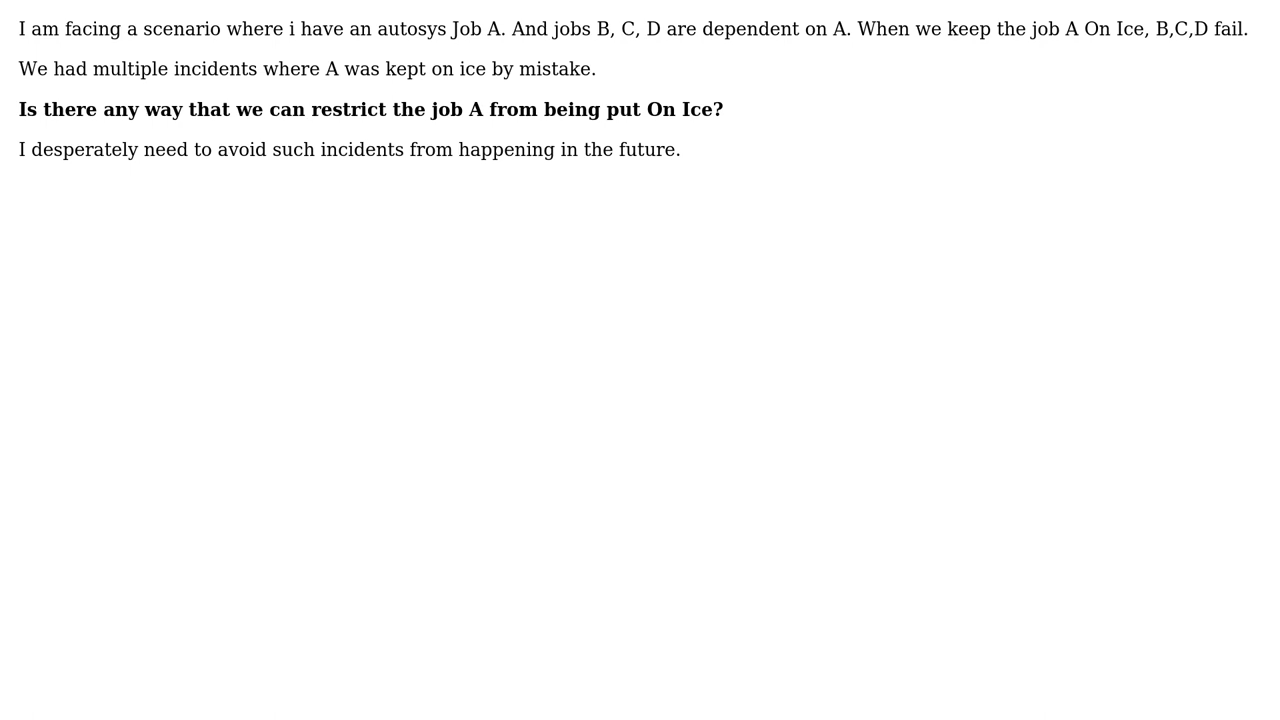 I am facing a scenario where i have an autosys Job A. And jobs B, C, D are dependent on A. When we keep the job A On Ice, B,C,D fail.
We had multiple incidents where A was kept on ice by mistake.
Is there any way that we can restrict the job A from being put On Ice?
I desperately need to avoid such incidents from happening in the future.